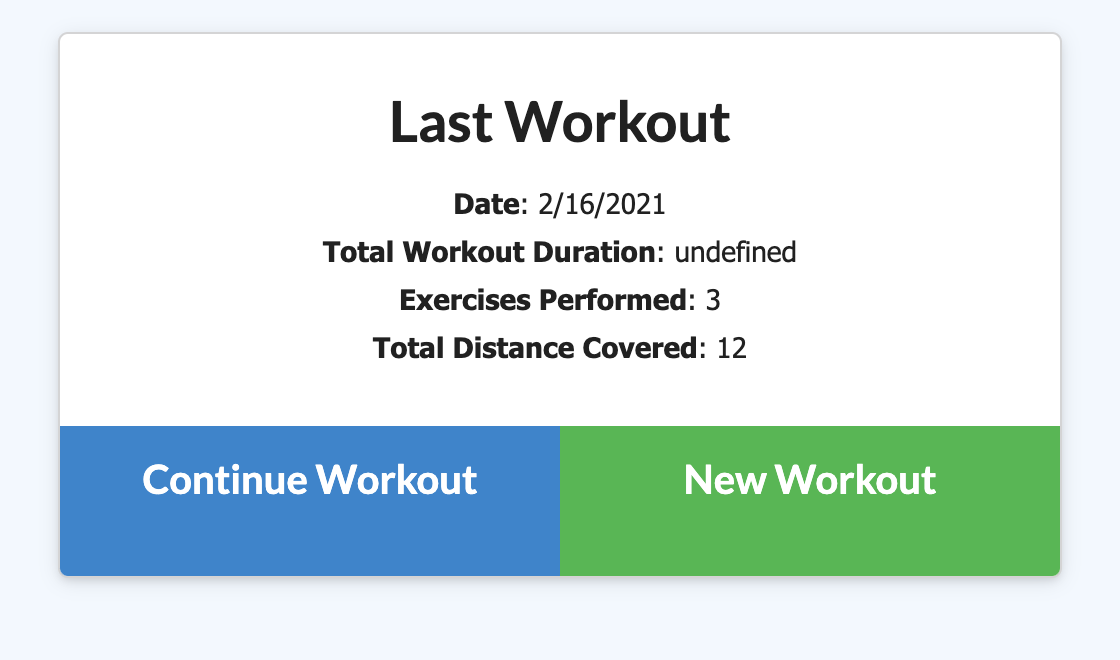 Last Workout
Date: 2/16/2021
Total Workout Duration: undefined
Exercises Performed: 3
Total Distance Covered: 12
Continue Workout
New Workout